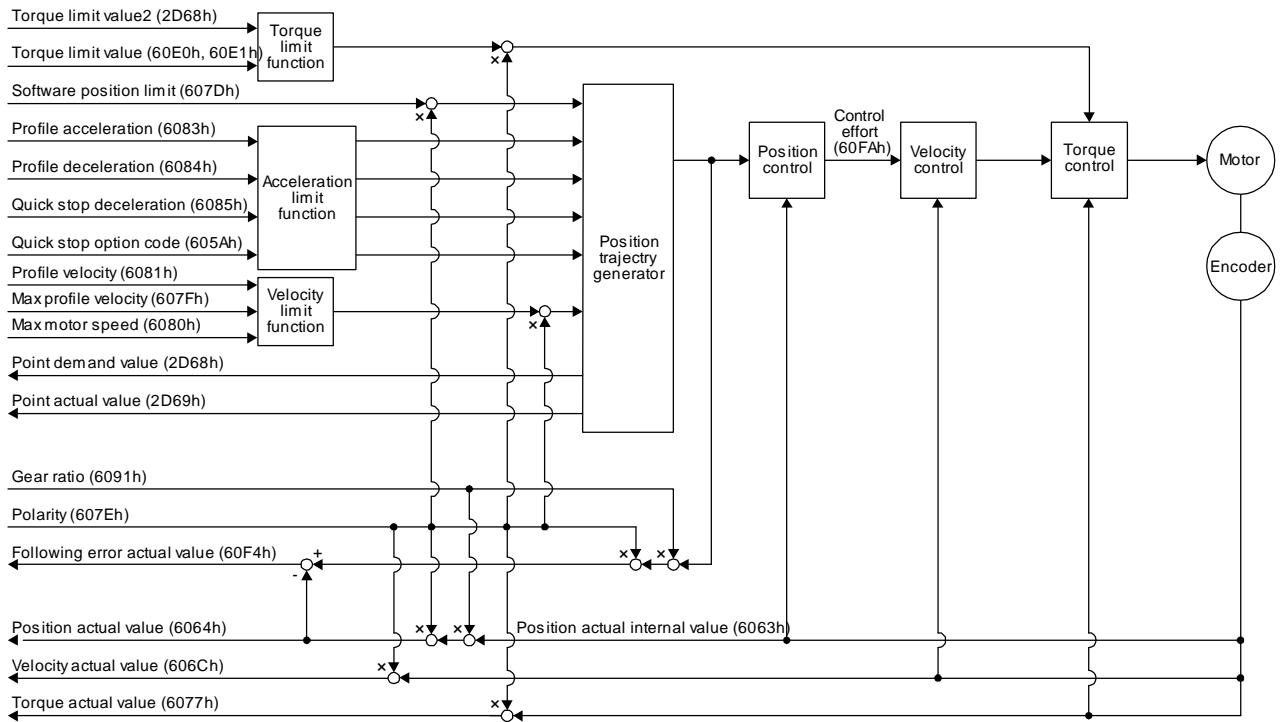 Torque limit value2 (2D68h)
Torque limit value (60E0h, 60E1h)
Torque
limit
function
×
Software position limit (607Dh)
×
Profile acceleration (6083h)
Profile deceleration (6084h)
Quick stop deceleration (6085h)
Quick stop option code (605Ah)
Acceleration
limit
function
Profile velocity (6081h)
Max profile velocity (607Fh)
Max motor speed (6080h)
Velocity
limit
function
×
Position
trajectry
generator
Position
control
Control
effort
(60FAh)
Velocity
control
Torque
control
Motor
Encoder
Point demand value (2D68h)
Point actual value (2D69h)
Gear ratio (6091h)
Polarity (607Eh)
Following error actual value (60F4h)
+
-
×
×
Position actual value (6064h)
×
×
Position actual internal value (6063h)
Velocity actual value (606Ch)
×
Torque actual value (6077h)
×